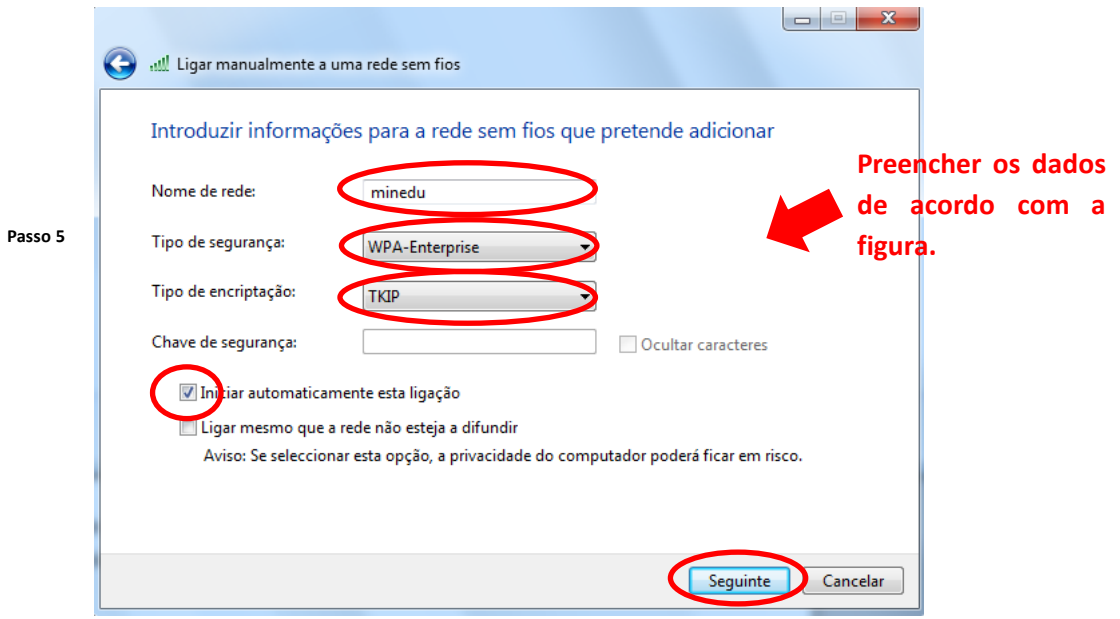 Ligar manualmente a uma rede sem fios
Introduzir informações para a rede sem fios que pretende adicionar
Preencher os dados
de acordo com a
figura.
Passo 5
Nome de rede:
minedu
Tipo de segurança:
WPA-Enterprise
Tipo de encriptação:
TKIP
Chave de segurança:
Ocultar caracteres
Iniciar automaticamente esta ligação
Ligar mesmo que a rede não esteja a difundir
Aviso: Se seleccionar esta opção, a privacidade do computador poderá ficar em risco.
Seguinte
Cancelar